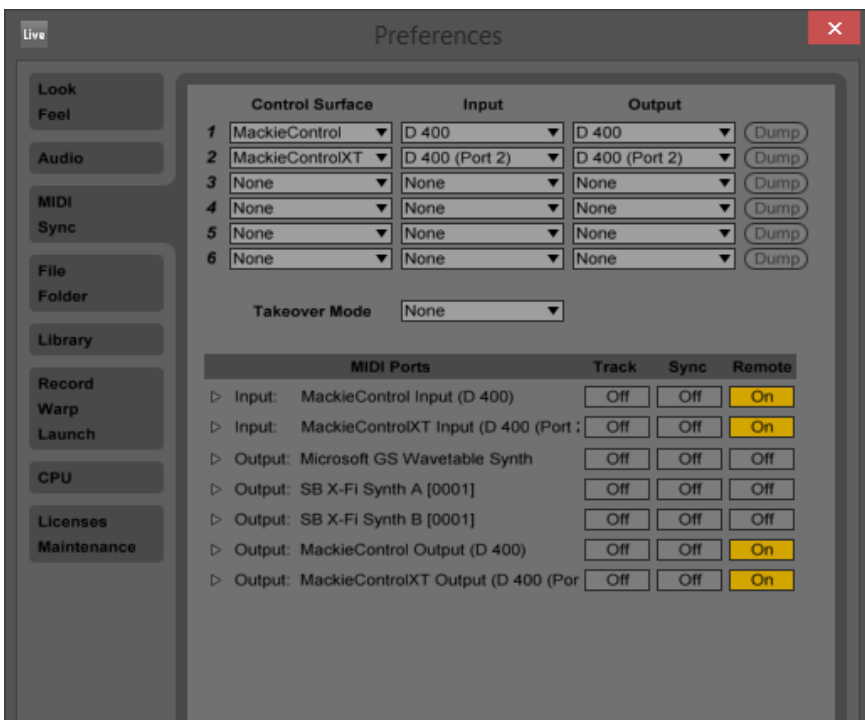 Live Preferences ×
Look
Feel
Audio
MIDI
Sync
File
Folder
Library
Record
Warp
Launch
CPU
Licenses
Maintenance
Control Surface Input Output
1 MackieControl D 400 D 400 Dump
2 MackieControlXT D 400 (Port 2) D 400 (Port 2) Dump
3 None None None Dump
4 None None None Dump
5 None None None Dump
6 None None None Dump
Takeover Mode None
MIDI Ports Track Sync Remote
Input: MackieControl Input (D 400) Off Off On
Input: MackieControlXT Input (D 400 (Port Off Off On
Output: Microsoft GS Wavetable Synth Off Off Off
Output: SB X-Fi Synth A [0001] Off Off Off
Output: SB X-Fi Synth B [0001] Off Off Off
Output: MackieControl Output (D 400) Off Off On
Output: MackieControlXT Output (D 400 (Por Off Off On